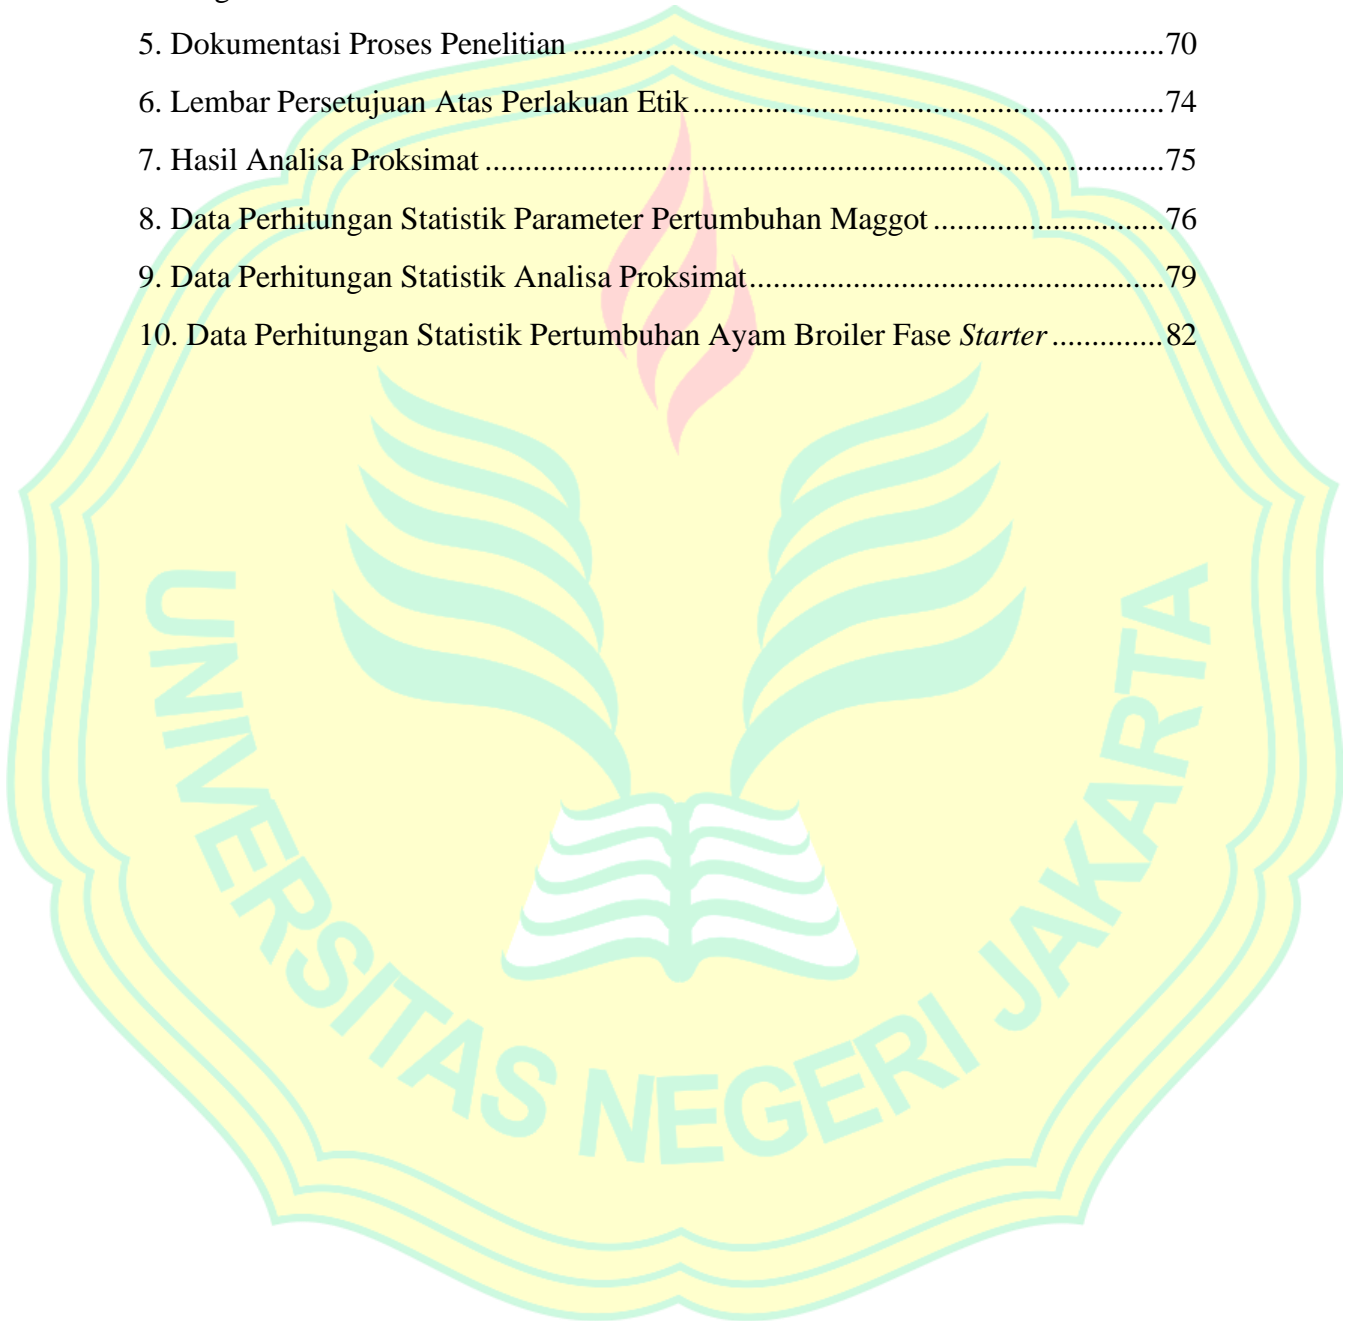 5. Dokumentasi Proses Penelitian ..........................................................................70
6. Lembar Persetujuan Atas Perlakuan Etik ...........................................................74
7. Hasil Analisa Proksimat .....................................................................................75
8. Data Perhitungan Statistik Parameter Pertumbuhan Maggot .............................76
9. Data Perhitungan Statistik Analisa Proksimat ....................................................79
10. Data Perhitungan Statistik Pertumbuhan Ayam Broiler Fase Starter ..............82
UNIVERSITAS NEGERI JAKARTA